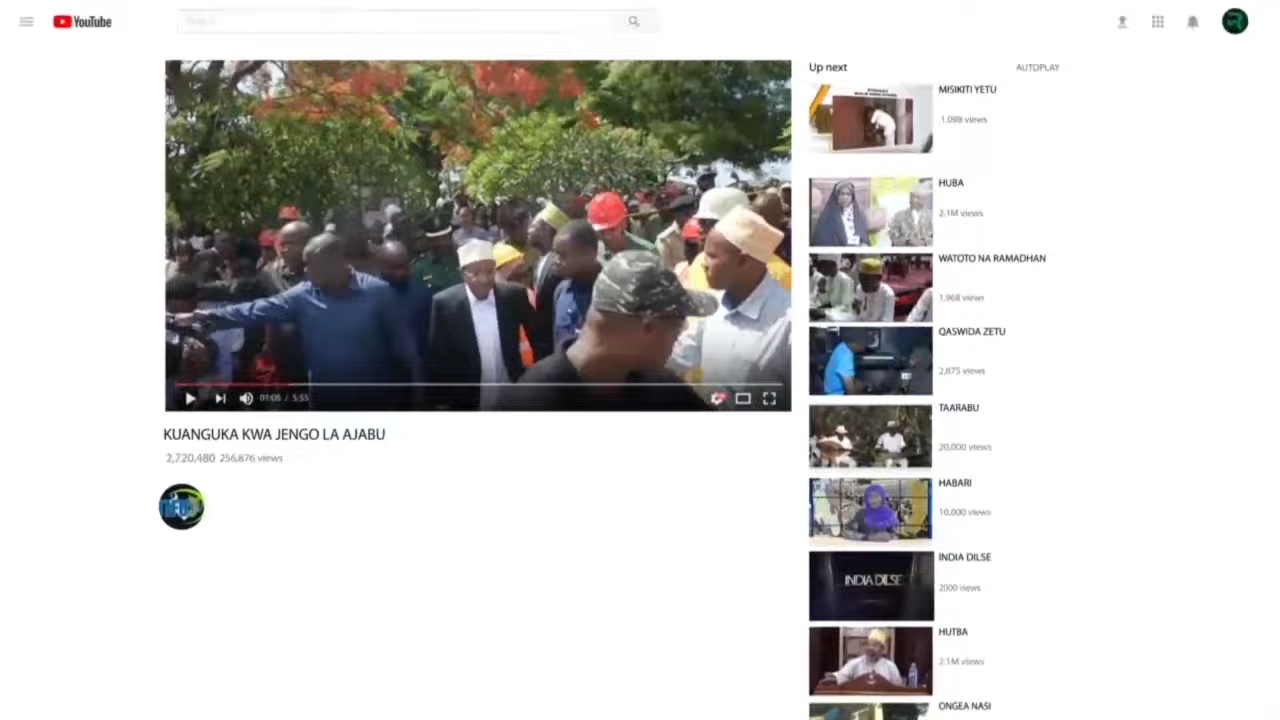 YouTube
Up next
AUTOPLAY
MISIKITI YETU
1,098 views
HUBA
2.1M views
WATOTO NA RAMADHAN
1,968 views
QASWIDA ZETU
2,875 views
TAARABU
20,000 views
HABARI
10,000 views
INDIA DILSE
INDIA DILSE
2000 views
HUTBA
2.1M views
ONGEA NASI
01:05 / 5:55
KUANGUKA KWA JENGO LA AJABU
2,720,480 256,876 views